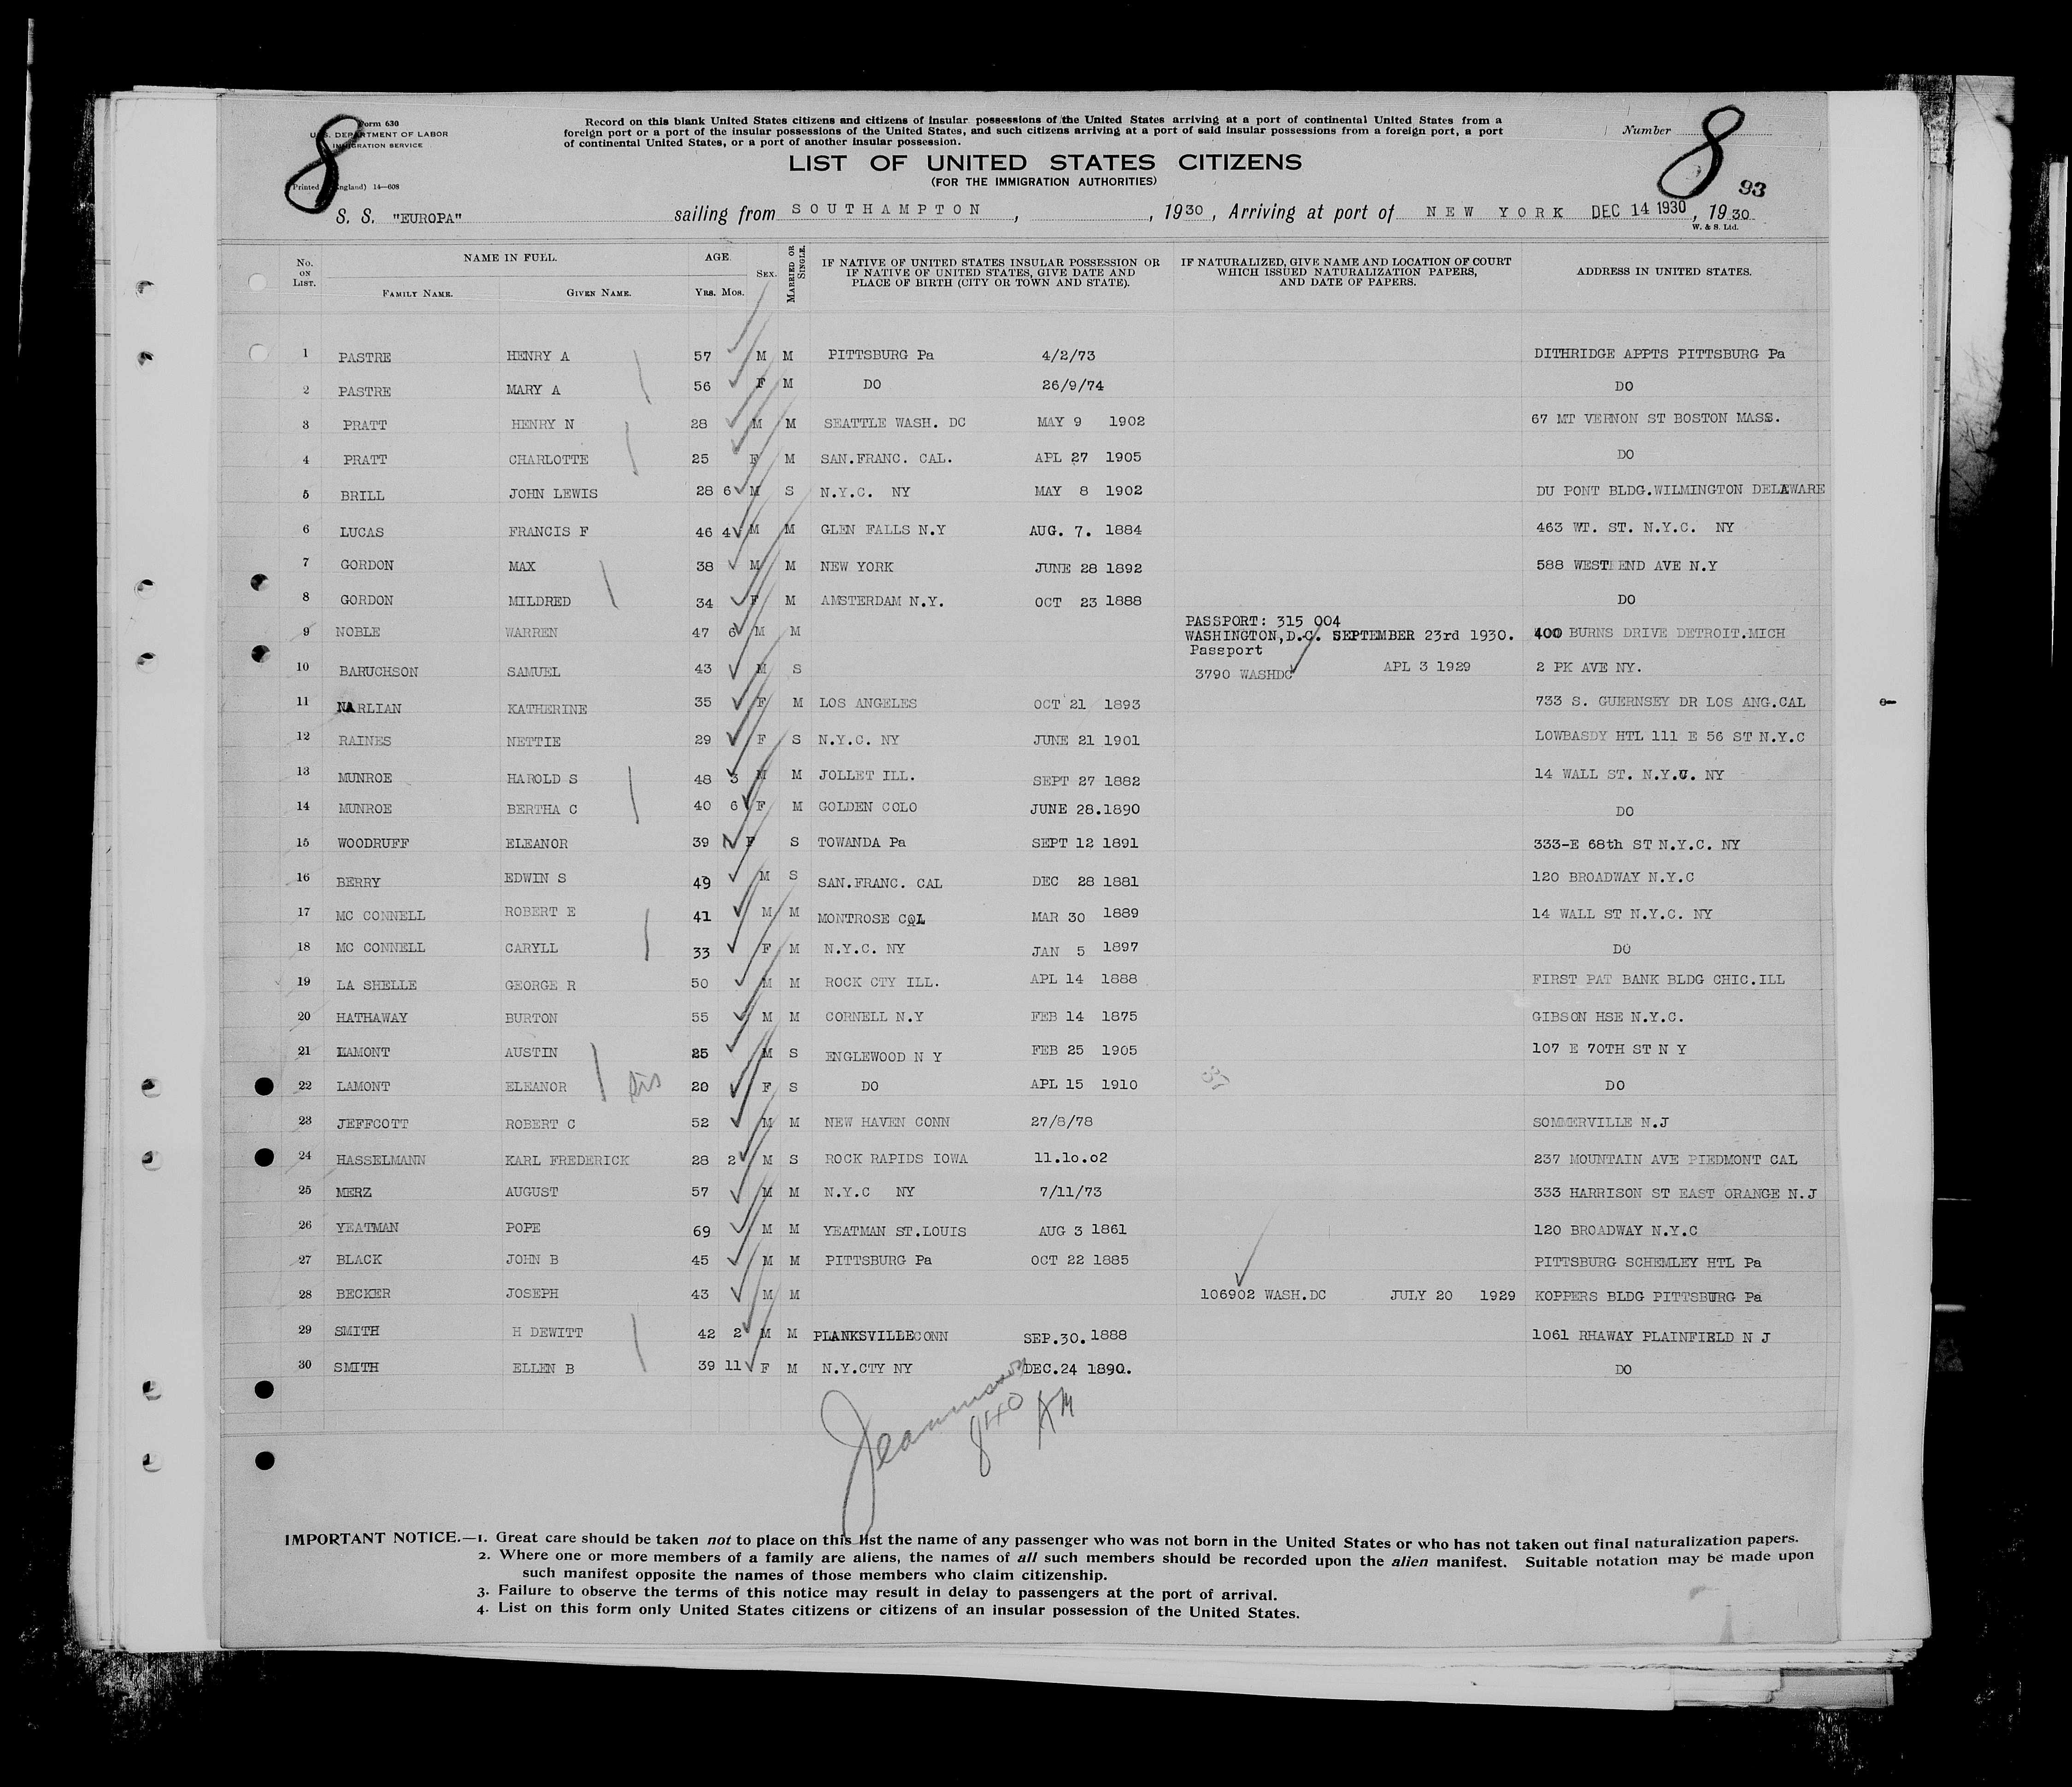 8
Form 630
U.S. DEPARTMENT OF LABOR
IMMIGRATION SERVICE
Record on this blank United States citizens and citizens of insular possessions of the United States arriving at a port of continental United States from a
foreign port or a port of the insular possessions of the United States, and such citizens arriving at a port of said insular possessions from a foreign port, a port
of continental United States, or a port of another insular possession.
Number 8
LIST OF UNITED STATES CITIZENS
(FOR THE IMMIGRATION AUTHORITIES)
(Printed England) 14—608
93
S. S. "EUROPA" sailing from SOUTHAMPTON, , 1930, Arriving at port of NEW YORK DEC 14 1930, 1930
W. & S. Ltd.
No. ON LIST. NAME IN FULL. FAMILY NAME. GIVEN NAME. AGE. YRS. MOS. SEX. MARRIED OR SINGLE. IF NATIVE OF UNITED STATES INSULAR POSSESSION OR IF NATIVE OF UNITED STATES, GIVE DATE AND PLACE OF BIRTH (CITY OR TOWN AND STATE). IF NATURALIZED, GIVE NAME AND LOCATION OF COURT WHICH ISSUED NATURALIZATION PAPERS, AND DATE OF PAPERS. ADDRESS IN UNITED STATES.
1 PASTRE HENRY A 57 M M PITTSBURG Pa 4/2/73 DITHRIDGE APPTS PITTSBURG Pa
2 PASTRE MARY A 56 F M DO 26/9/74 DO
3 PRATT HENRY N 28 M M SEATTLE WASH. DC MAY 9 1902 67 MT VERNON ST BOSTON MASS.
4 PRATT CHARLOTTE 25 F M SAN.FRANC. CAL. APL 27 1905 DO
5 BRILL JOHN LEWIS 28 6 M S N.Y.C. NY MAY 8 1902 DU PONT BLDG.WILMINGTON DELAWARE
6 LUCAS FRANCIS F 46 4 M M GLEN FALLS N.Y AUG. 7. 1884 463 WT. ST. N.Y.C. NY
7 GORDON MAX 38 M M NEW YORK JUNE 28 1892 588 WEST END AVE N.Y
8 GORDON MILDRED 34 F M AMSTERDAM N.Y. OCT 23 1888 DO
9 NOBLE WARREN 47 6 M M PASSPORT: 315 004 WASHINGTON,D.C. SEPTEMBER 23rd 1930. 400 BURNS DRIVE DETROIT.MICH
10 BARUCHSON SAMUEL 43 M S Passport 3790 WASHDC APL 3 1929 2 PK AVE NY.
11 NARLIAN KATHERINE 35 F M LOS ANGELES OCT 21 1893 733 S. GUERNSEY DR LOS ANG.CAL
12 RAINES NETTIE 29 F S N.Y.C. NY JUNE 21 1901 LOWBASDY HTL 111 E 56 ST N.Y.C
13 MUNROE HAROLD S 48 3 M M JOLLET ILL. SEPT 27 1882 14 WALL ST. N.Y.C. NY
14 MUNROE BERTHA C 40 6 F M GOLDEN COLO JUNE 28.1890 DO
15 WOODRUFF ELEANOR 39 F S TOWANDA Pa SEPT 12 1891 333-E 68th ST N.Y.C. NY
16 BERRY EDWIN S 49 M S SAN.FRANC. CAL DEC 28 1881 120 BROADWAY N.Y.C
17 MC CONNELL ROBERT E 41 M M MONTROSE COL MAR 30 1889 14 WALL ST N.Y.C. NY
18 MC CONNELL CARYLL 33 F M N.Y.C. NY JAN 5 1897 DO
19 LA SHELLE GEORGE R 50 M M ROCK CTY ILL. APL 14 1888 FIRST PAT BANK BLDG CHIC.ILL
20 HATHAWAY BURTON 55 M M CORNELL N.Y FEB 14 1875 GIBSON HSE N.Y.C.
21 LAMONT AUSTIN 25 M S ENGLEWOOD N Y FEB 25 1905 107 E 70TH ST N Y
22 LAMONT ELEANOR 20 F S DO APL 15 1910 37 DO
23 JEFFCOTT ROBERT C 52 M M NEW HAVEN CONN 27/8/78 SOMMERVILLE N.J
24 HASSELMANN KARL FREDERICK 28 2 M S ROCK RAPIDS IOWA 11.10.02 237 MOUNTAIN AVE PIEDMONT CAL
25 MERZ AUGUST 57 M M N.Y.C NY 7/11/73 333 HARRISON ST EAST ORANGE N.J
26 YEATMAN POPE 69 M M YEATMAN ST.LOUIS AUG 3 1861 120 BROADWAY N.Y.C
27 BLACK JOHN B 45 M M PITTSBURG Pa OCT 22 1885 PITTSBURG SCHEMLEY HTL Pa
28 BECKER JOSEPH 43 M M 106902 WASH.DC JULY 20 1929 KOPPERS BLDG PITTSBURG Pa
29 SMITH H DEWITT 42 2 M M PLANKSVILLECONN SEP.30.1888 1061 RHAWAY PLAINFIELD N J
30 SMITH ELLEN B 39 11 F M N.Y.CTY NY DEC.24 1890. DO
840 AM
IMPORTANT NOTICE.—1. Great care should be taken not to place on this list the name of any passenger who was not born in the United States or who has not taken out final naturalization papers.
2. Where one or more members of a family are aliens, the names of all such members should be recorded upon the alien manifest. Suitable notation may be made upon
such manifest opposite the names of those members who claim citizenship.
3. Failure to observe the terms of this notice may result in delay to passengers at the port of arrival.
4. List on this form only United States citizens or citizens of an insular possession of the United States.